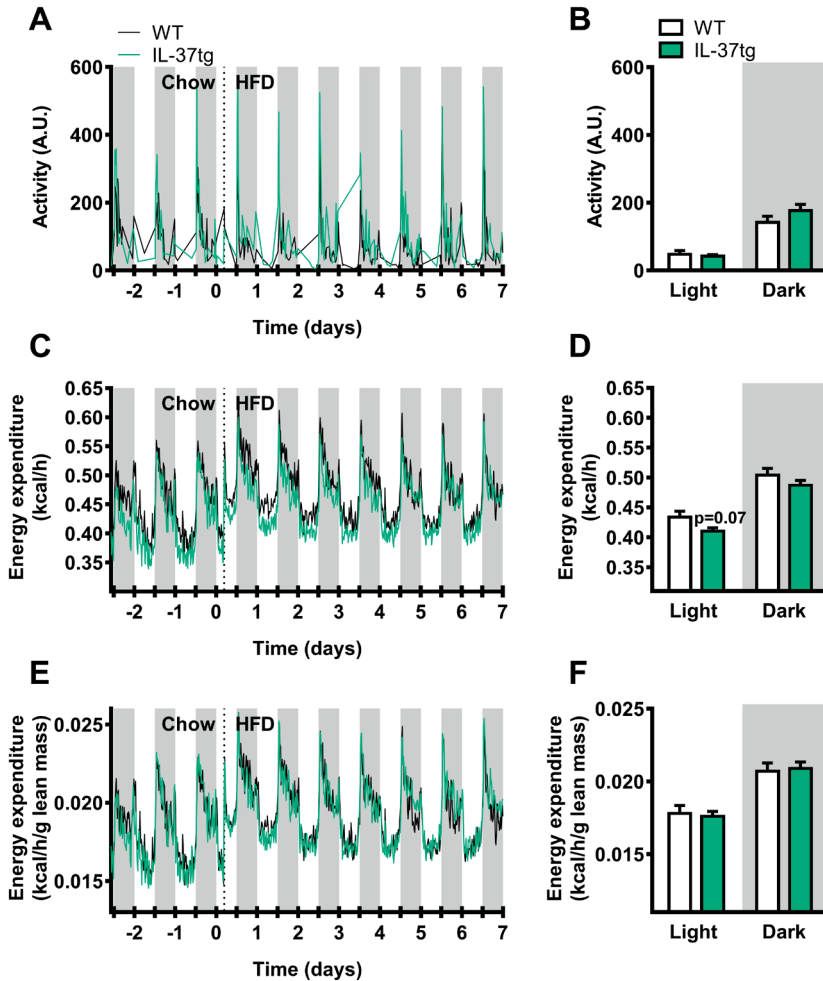 A
WT
IL-37tg
Chow HFD
Activity (A.U.)
600
400
200
0
-2 -1 0 1 2 3 4 5 6 7
Time (days)
B
WT
IL-37tg
Activity (A.U.)
600
400
200
0
Light Dark
C
Chow HFD
Energy expenditure
(kcal/h)
0.65
0.60
0.55
0.50
0.45
0.40
0.35
-2 -1 0 1 2 3 4 5 6 7
Time (days)
D
Energy expenditure
(kcal/h)
0.65
0.60
0.55
0.50
0.45
0.40
0.35
p=0.07
Light Dark
E
Chow HFD
Energy expenditure
(kcal/h/g lean mass)
0.025
0.020
0.015
-2 -1 0 1 2 3 4 5 6 7
Time (days)
F
Energy expenditure
(kcal/h/g lean mass)
0.025
0.020
0.015
Light Dark